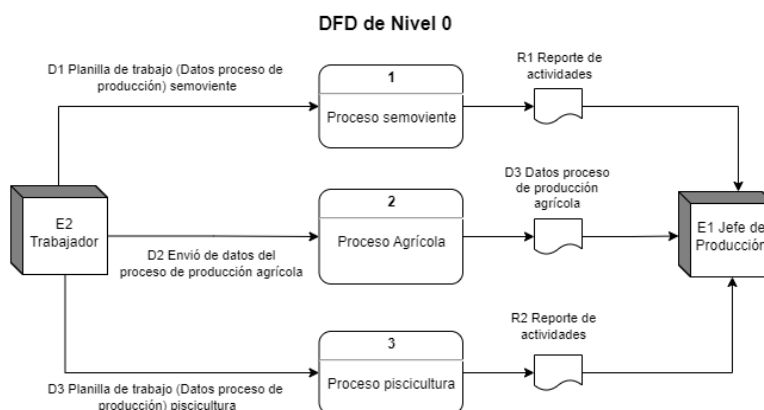 DFD de Nivel 0
D1 Planilla de trabajo (Datos proceso de
producción) semoviente
1
Proceso semoviente
R1 Reporte de
actividades
E2
Trabajador
D2 Envió de datos del
proceso de producción agrícola
2
Proceso Agrícola
D3 Datos proceso
de producción
agrícola
E1 Jefe de
Producción
D3 Planilla de trabajo (Datos proceso de
producción) piscicultura
3
Proceso piscicultura
R2 Reporte de
actividades